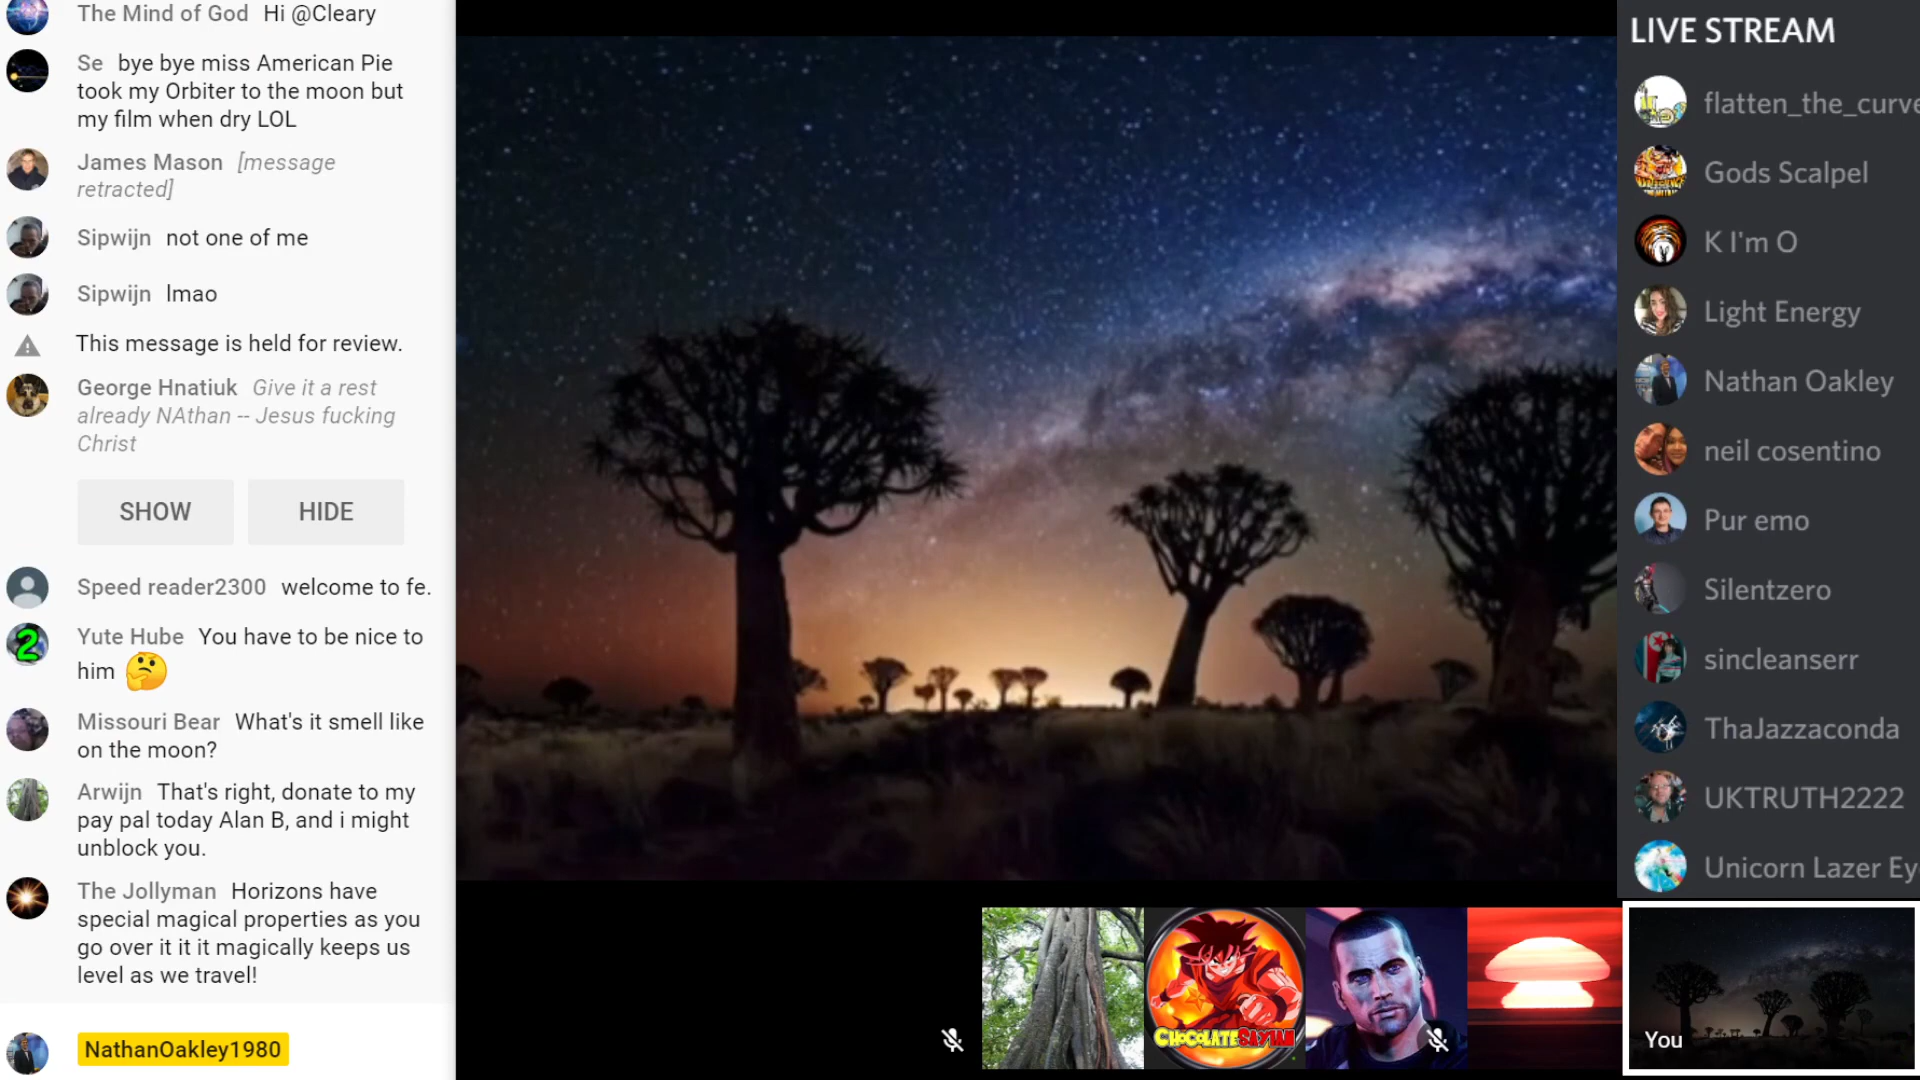 The Mind of God Hi @Cleary
Se bye bye miss American Pie
took my Orbiter to the moon but
my film when dry LOL
James Mason [message
retracted]
Sipwijn not one of me
Sipwijn lmao
This message is held for review.
George Hnatiuk Give it a rest
already NAthan -- Jesus fucking
Christ
SHOW HIDE
Speed reader2300 welcome to fe.
Yute Hube You have to be nice to
him 🤔
Missouri Bear What's it smell like
on the moon?
Arwijn That's right, donate to my
pay pal today Alan B, and i might
unblock you.
The Jollyman Horizons have
special magical properties as you
go over it it it magically keeps us
level as we travel!
NathanOakley1980
LIVE STREAM
flatten_the_curve
Gods Scalpel
K I'm O
Light Energy
Nathan Oakley
neil cosentino
Pur emo
Silentzero
sincleanserr
ThaJazzaconda
UKTRUTH2222
Unicorn Lazer Ey
2
CHOCOLATE SAYIAN
You